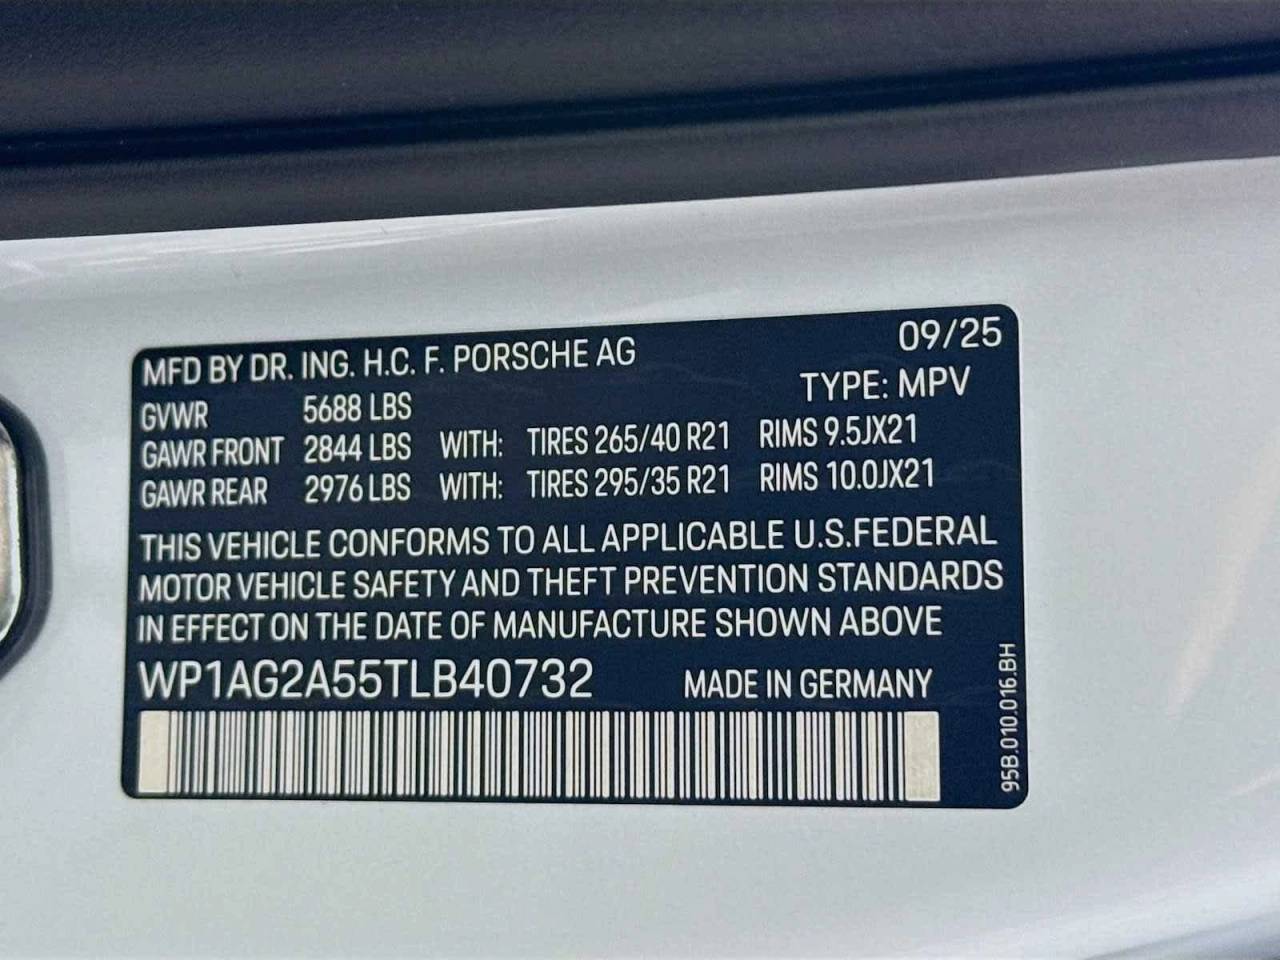 09/25
MFD BY DR. ING. H.C. F. PORSCHE AG
TYPE: MPV
GVWR 5688 LBS
GAWR FRONT 2844 LBS WITH: TIRES 265/40 R21 RIMS 9.5JX21
GAWR REAR 2976 LBS WITH: TIRES 295/35 R21 RIMS 10.0JX21
THIS VEHICLE CONFORMS TO ALL APPLICABLE U.S.FEDERAL
MOTOR VEHICLE SAFETY AND THEFT PREVENTION STANDARDS
IN EFFECT ON THE DATE OF MANUFACTURE SHOWN ABOVE
WP1AG2A55TLB40732 MADE IN GERMANY
95B.010.016.BH